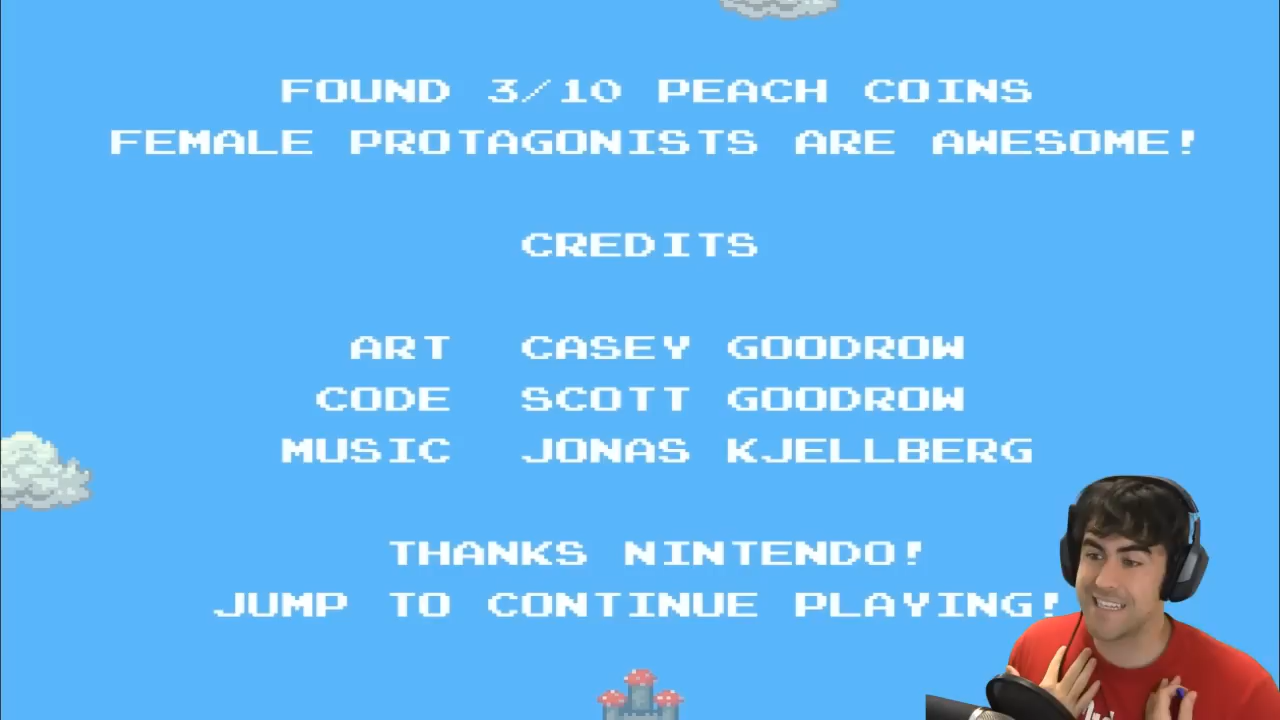 FOUND 3/10 PEACH COINS
FEMALE PROTAGONISTS ARE AWESOME!
CREDITS
ART CASEY GOODROW
CODE SCOTT GOODROW
MUSIC JONAS KJELLBERG
THANKS NINTENDO!
JUMP TO CONTINUE PLAYING!